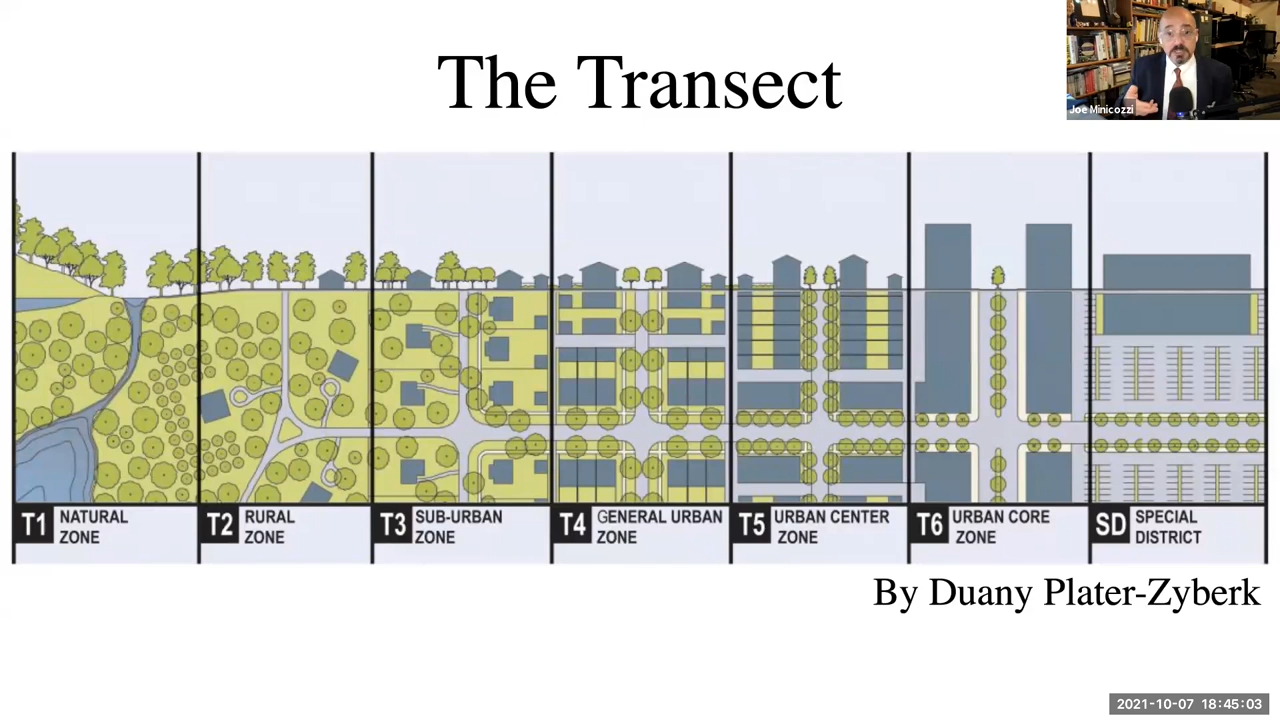 The Transect
Joe Minicozzi
T1 NATURAL
ZONE
T2 RURAL
ZONE
T3 SUB-URBAN
ZONE
T4 GENERAL URBAN
ZONE
T5 URBAN CENTER
ZONE
T6 URBAN CORE
ZONE
SD SPECIAL
DISTRICT
By Duany Plater-Zyberk
2021-10-07 18:45:03